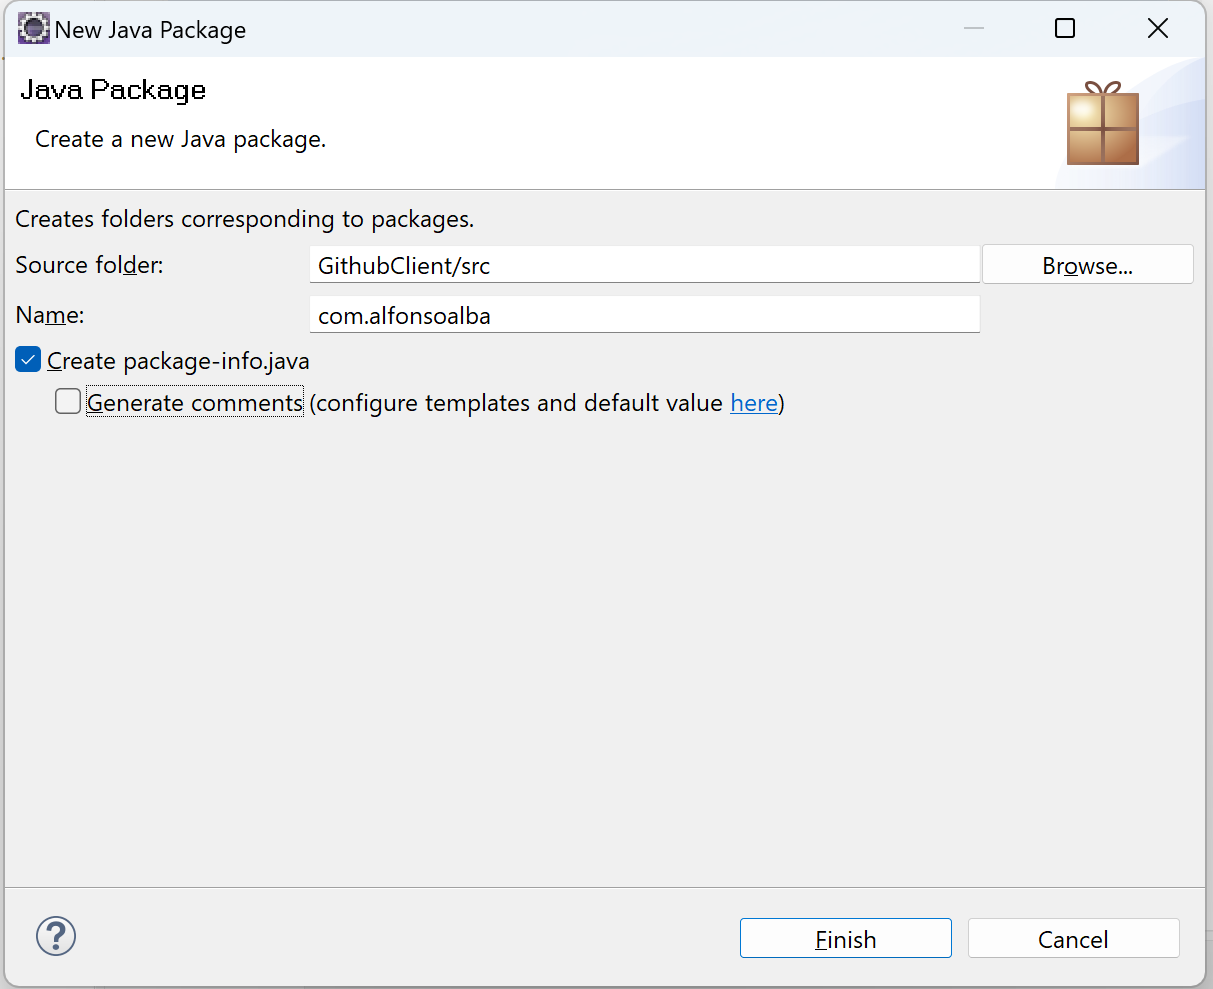 New Java Package
Java Package
Create a new Java package.
Creates folders corresponding to packages.
Source folder: GithubClient/src Browse...
Name: com.alfonsoalba
Create package-info.java
Generate comments (configure templates and default value here)
? Finish Cancel